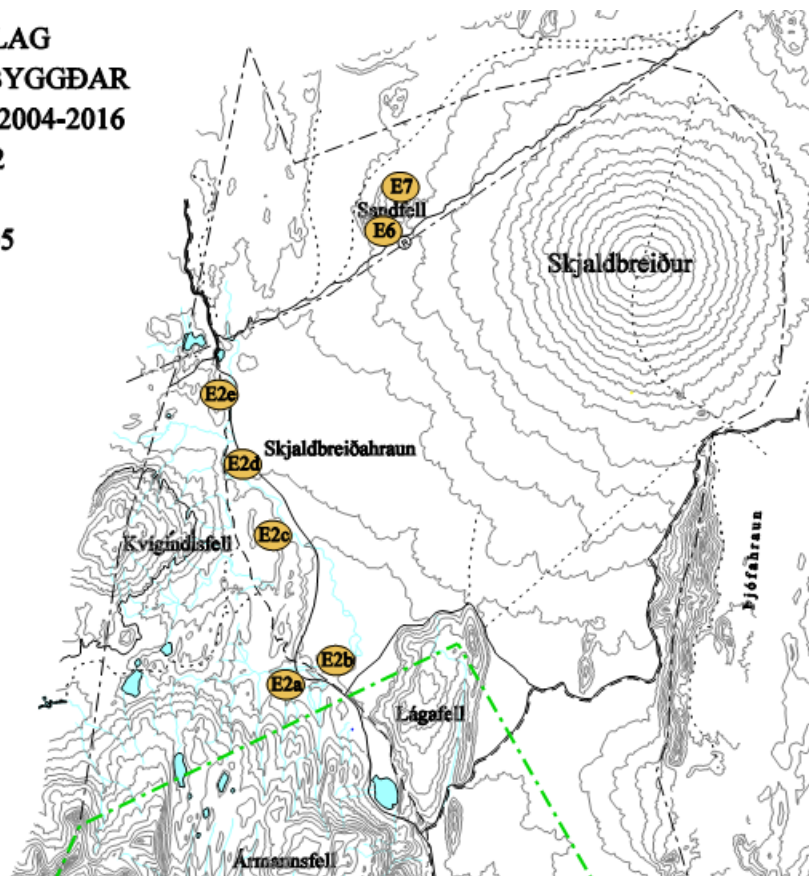 LAG
BYGGÐAR
2004-2016
2
5
E7
Sandfell
E6
Skjaldbreiður
E2e
Skjaldbreiðahraun
E2d
E2c
Kvígindisfell
Þjófahraun
E2b
E2a
Lágafell
Ármannsfell